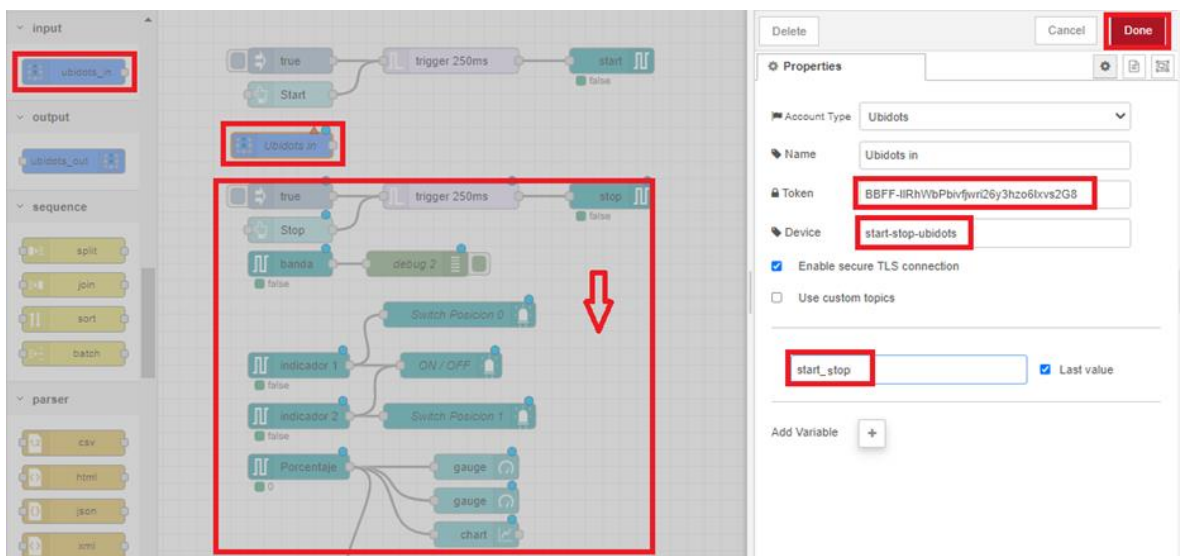 input
ubidots_in
output
ubidots_out
sequence
split
join
sort
batch
parser
csv
html
json
xml
true
trigger 250ms
start
false
Start
Ubidots in
true
trigger 250ms
stop
false
Stop
banda
debug 2
false
Switch Posicion 0
indicador 1
ON / OFF
false
indicador 2
Switch Posicion 1
false
Porcentaje
gauge
0
gauge
chart
Delete
Cancel
Done
Properties
Account Type
Ubidots
Name
Ubidots in
Token
Device
start-stop-ubidots
Enable secure TLS connection
Use custom topics
start_stop
Last value
Add Variable
+